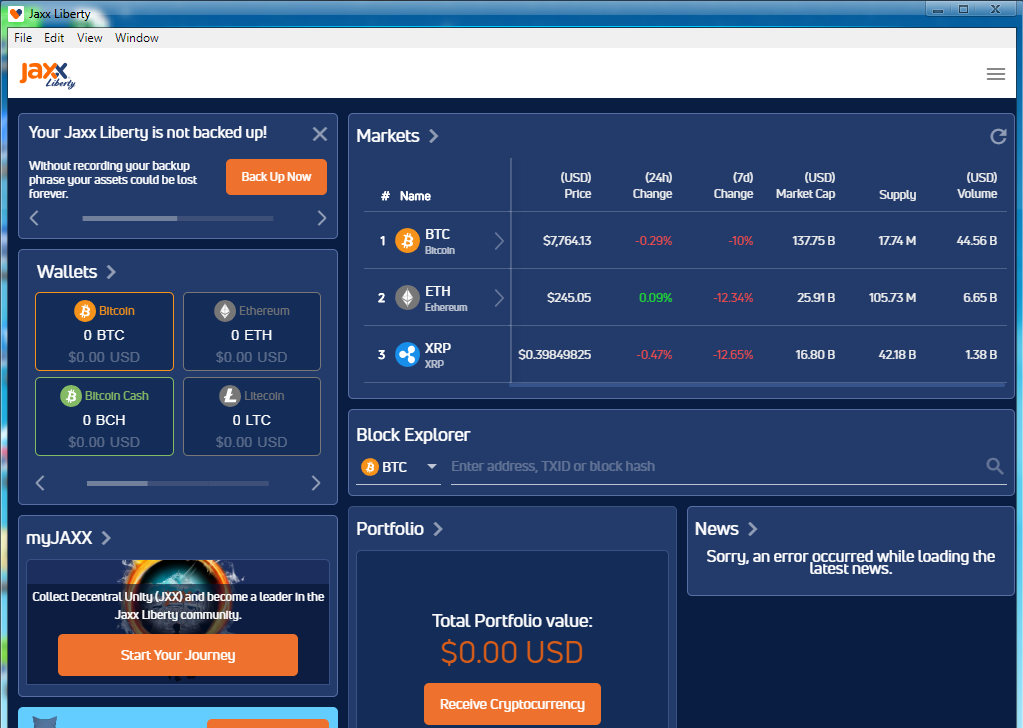 Jaxx Liberty
File Edit View Window
Jaxx
Liberty
Your Jaxx Liberty is not backed up!
Without recording your backup
phrase your assets could be lost
forever.
Back Up Now
Wallets
Bitcoin
0 BTC
$0.00 USD
Ethereum
0 ETH
$0.00 USD
Bitcoin Cash
0 BCH
$0.00 USD
Litecoin
0 LTC
$0.00 USD
myJAXX
Collect Decentral Unity (JXX) and become a leader in the
Jaxx Liberty community.
Start Your Journey
Markets
# Name (USD) Price (24h) Change (7d) Change (USD) Market Cap Supply (USD) Volume
1 BTC Bitcoin $7,764.13 -0.29% -10% 137.75 B 17.74 M 44.56 B
2 ETH Ethereum $245.05 0.09% -12.34% 25.91 B 105.73 M 6.65 B
3 XRP XRP $0.39849825 -0.47% -12.65% 16.80 B 42.18 B 1.38 B
Block Explorer
BTC Enter address, TXID or block hash
Portfolio
Total Portfolio value:
$0.00 USD
Receive Cryptocurrency
News
Sorry, an error occurred while loading the
latest news.